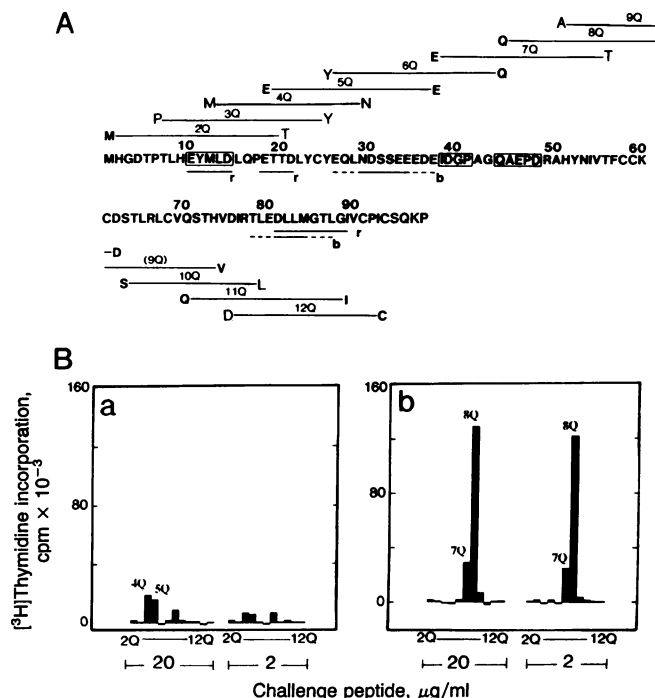 A
A 9Q
Q 8Q
E 7Q T
Y 6Q Q
E 5Q E
M 4Q N
P 3Q Y
M 2Q T
10 20 30 40 50 60
MHGDTPTLHEYMLDLQPETTDLYCYEQLNDSSEEEDEIDGPAGQAEPDRAHYNIVTFCCK
r r b
70 80 90
CDSTLRLCVQSTHVDIRTLEDLLMGTLGIVCPICSQKP
b r
–D (9Q) V
S 10Q L
Q 11Q I
D 12Q C
B
[³H]Thymidine incorporation,
cpm × 10⁻³
160
80
0
a
4Q
5Q
2Q 12Q 2Q 12Q
20 2
160
80
0
b
8Q
7Q
8Q
7Q
2Q 12Q 2Q 12Q
20 2
Challenge peptide, μg/ml